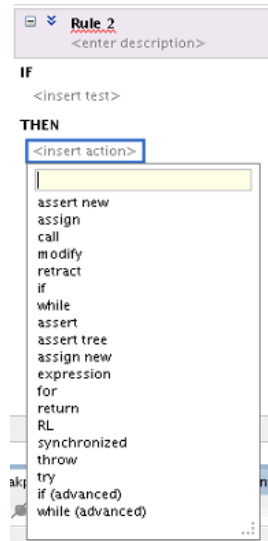 Rule 2
<enter description>
IF
<insert test>
THEN
<insert action>
assert new
assign
call
modify
retract
if
while
assert
assert tree
assign new
expression
for
return
RL
synchronized
throw
try
if (advanced)
while (advanced)